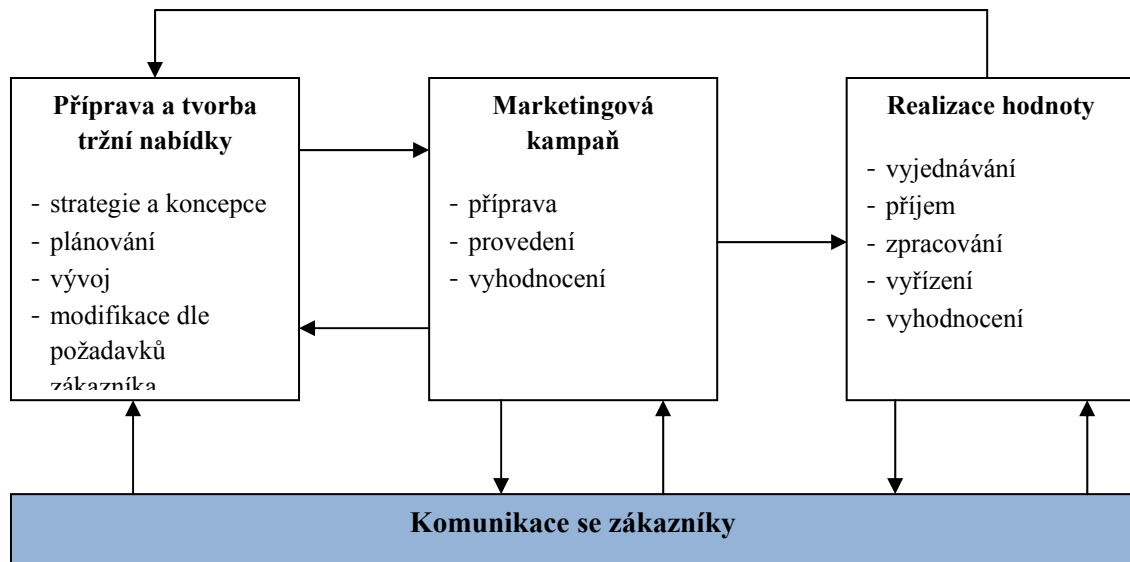 Příprava a tvorba
tržní nabídky
- strategie a koncepce
- plánování
- vývoj
- modifikace dle
požadavků
zákazníka
Marketingová
kampaň
- příprava
- provedení
- vyhodnocení
Realizace hodnoty
- vyjednávání
- příjem
- zpracování
- vyřízení
- vyhodnocení
Komunikace se zákazníky